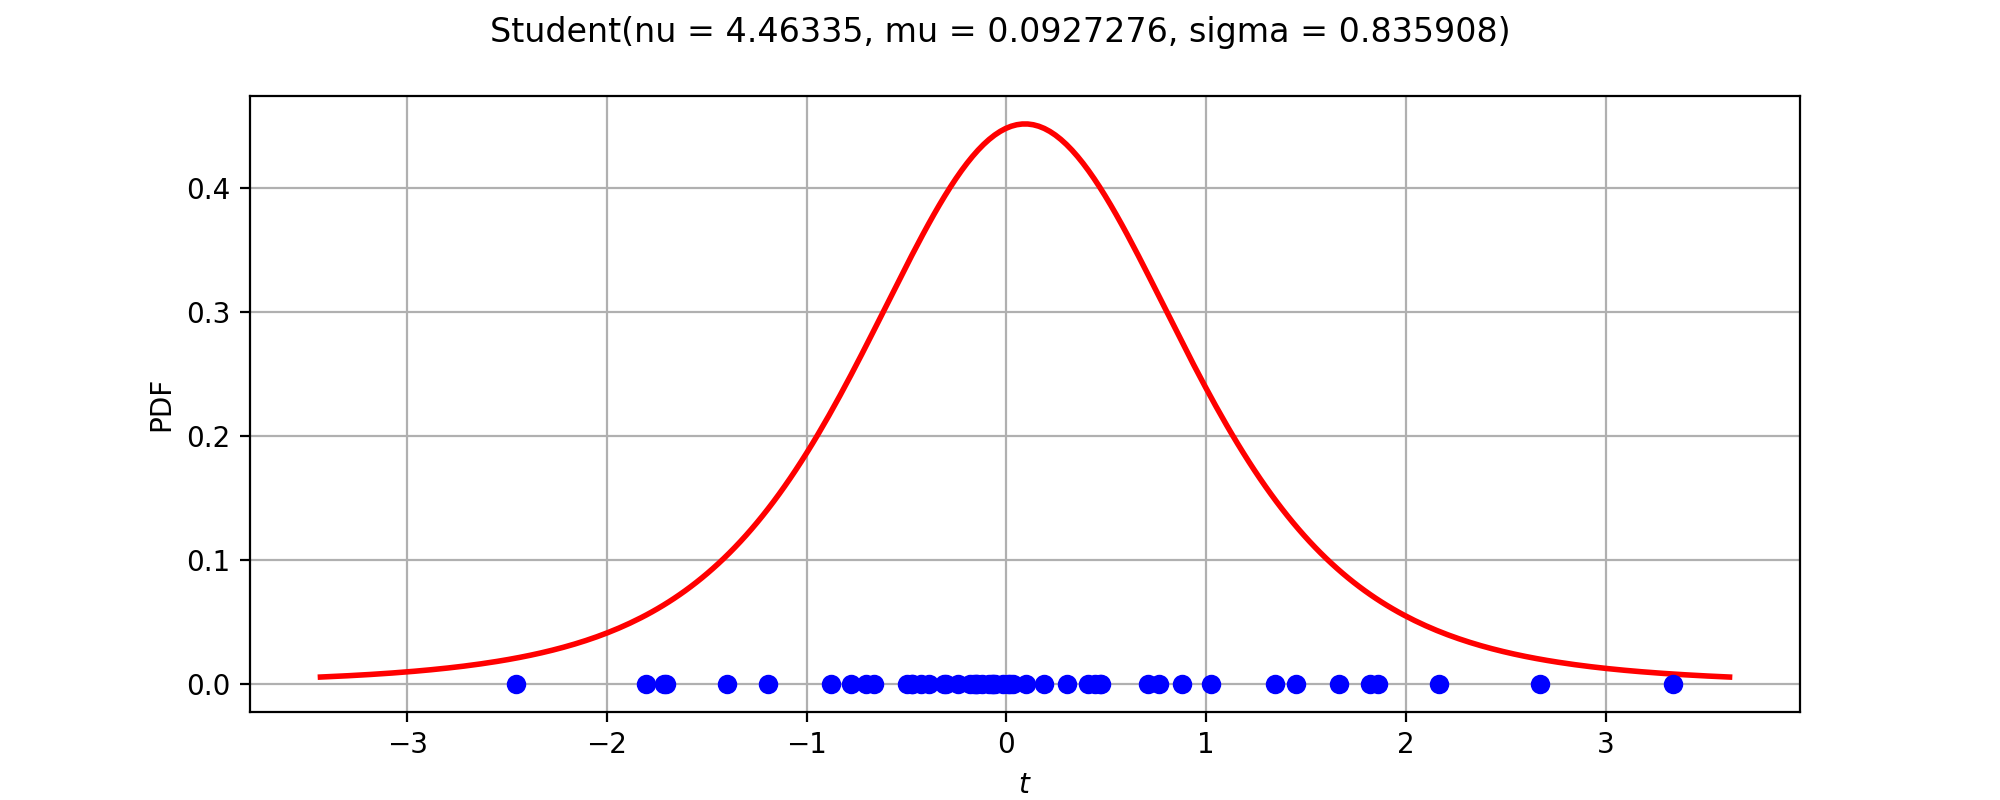 Student(nu = 4.46335, mu = 0.0927276, sigma = 0.835908)
PDF
0.4
0.3
0.2
0.1
0.0
−3 −2 −1 0 1 2 3
t